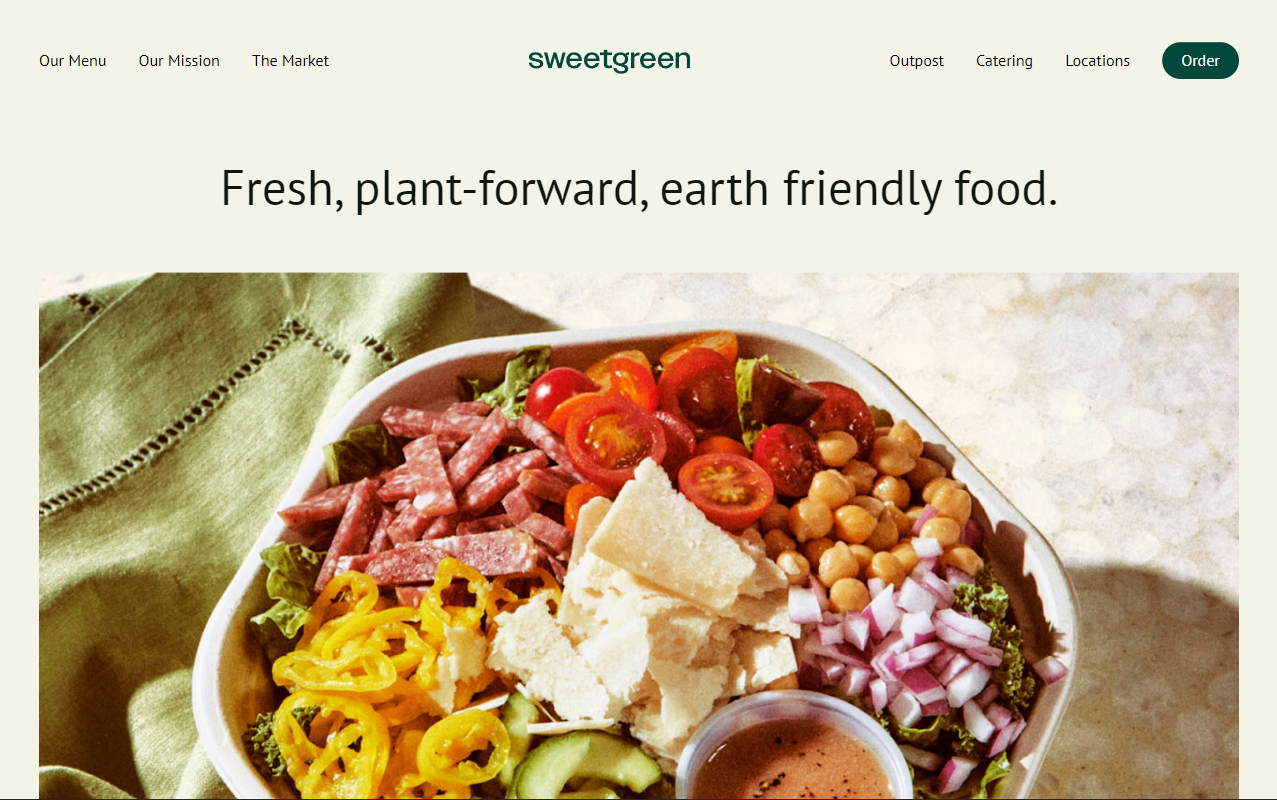 Our Menu
Our Mission
The Market
sweetgreen
Outpost
Catering
Locations
Order
Fresh, plant-forward, earth friendly food.